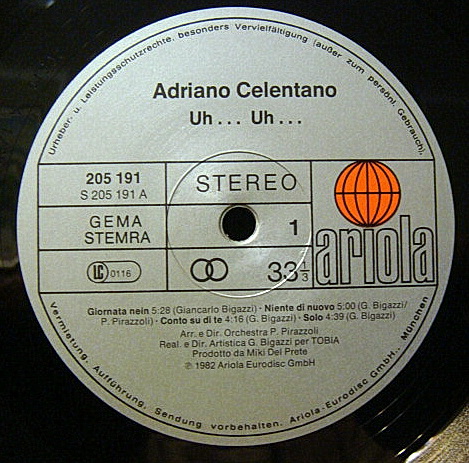 Urheber- u. Leistungsschutzrechte, besonders Vervielfältigung (außer zum persönl. Gebrauch),
Adriano Celentano
Uh... Uh...
205 191
S 205 191 A
STEREO
GEMA
STEMRA
1
LC 0116
33 1/3
ariola
Giornata nein 5:28 (Giancario Bigazzi) · Niente di nuovo 5:00 (G. Bigazzi/
P. Pirazzoli) · Conto su di te 4:16 (G. Bigazzi) · Solo 4:39 (G. Bigazzi)
Arr. e Dir. Orchestra P. Pirazzoli
Real. e Dir. Artistica G. Bigazzi per TOBIA
Prodotto da Miki Del Prete
℗ 1982 Ariola Eurodisc GmbH
Vermietung, Aufführung, Sendung vorbehalten. Ariola-Eurodisc GmbH., München